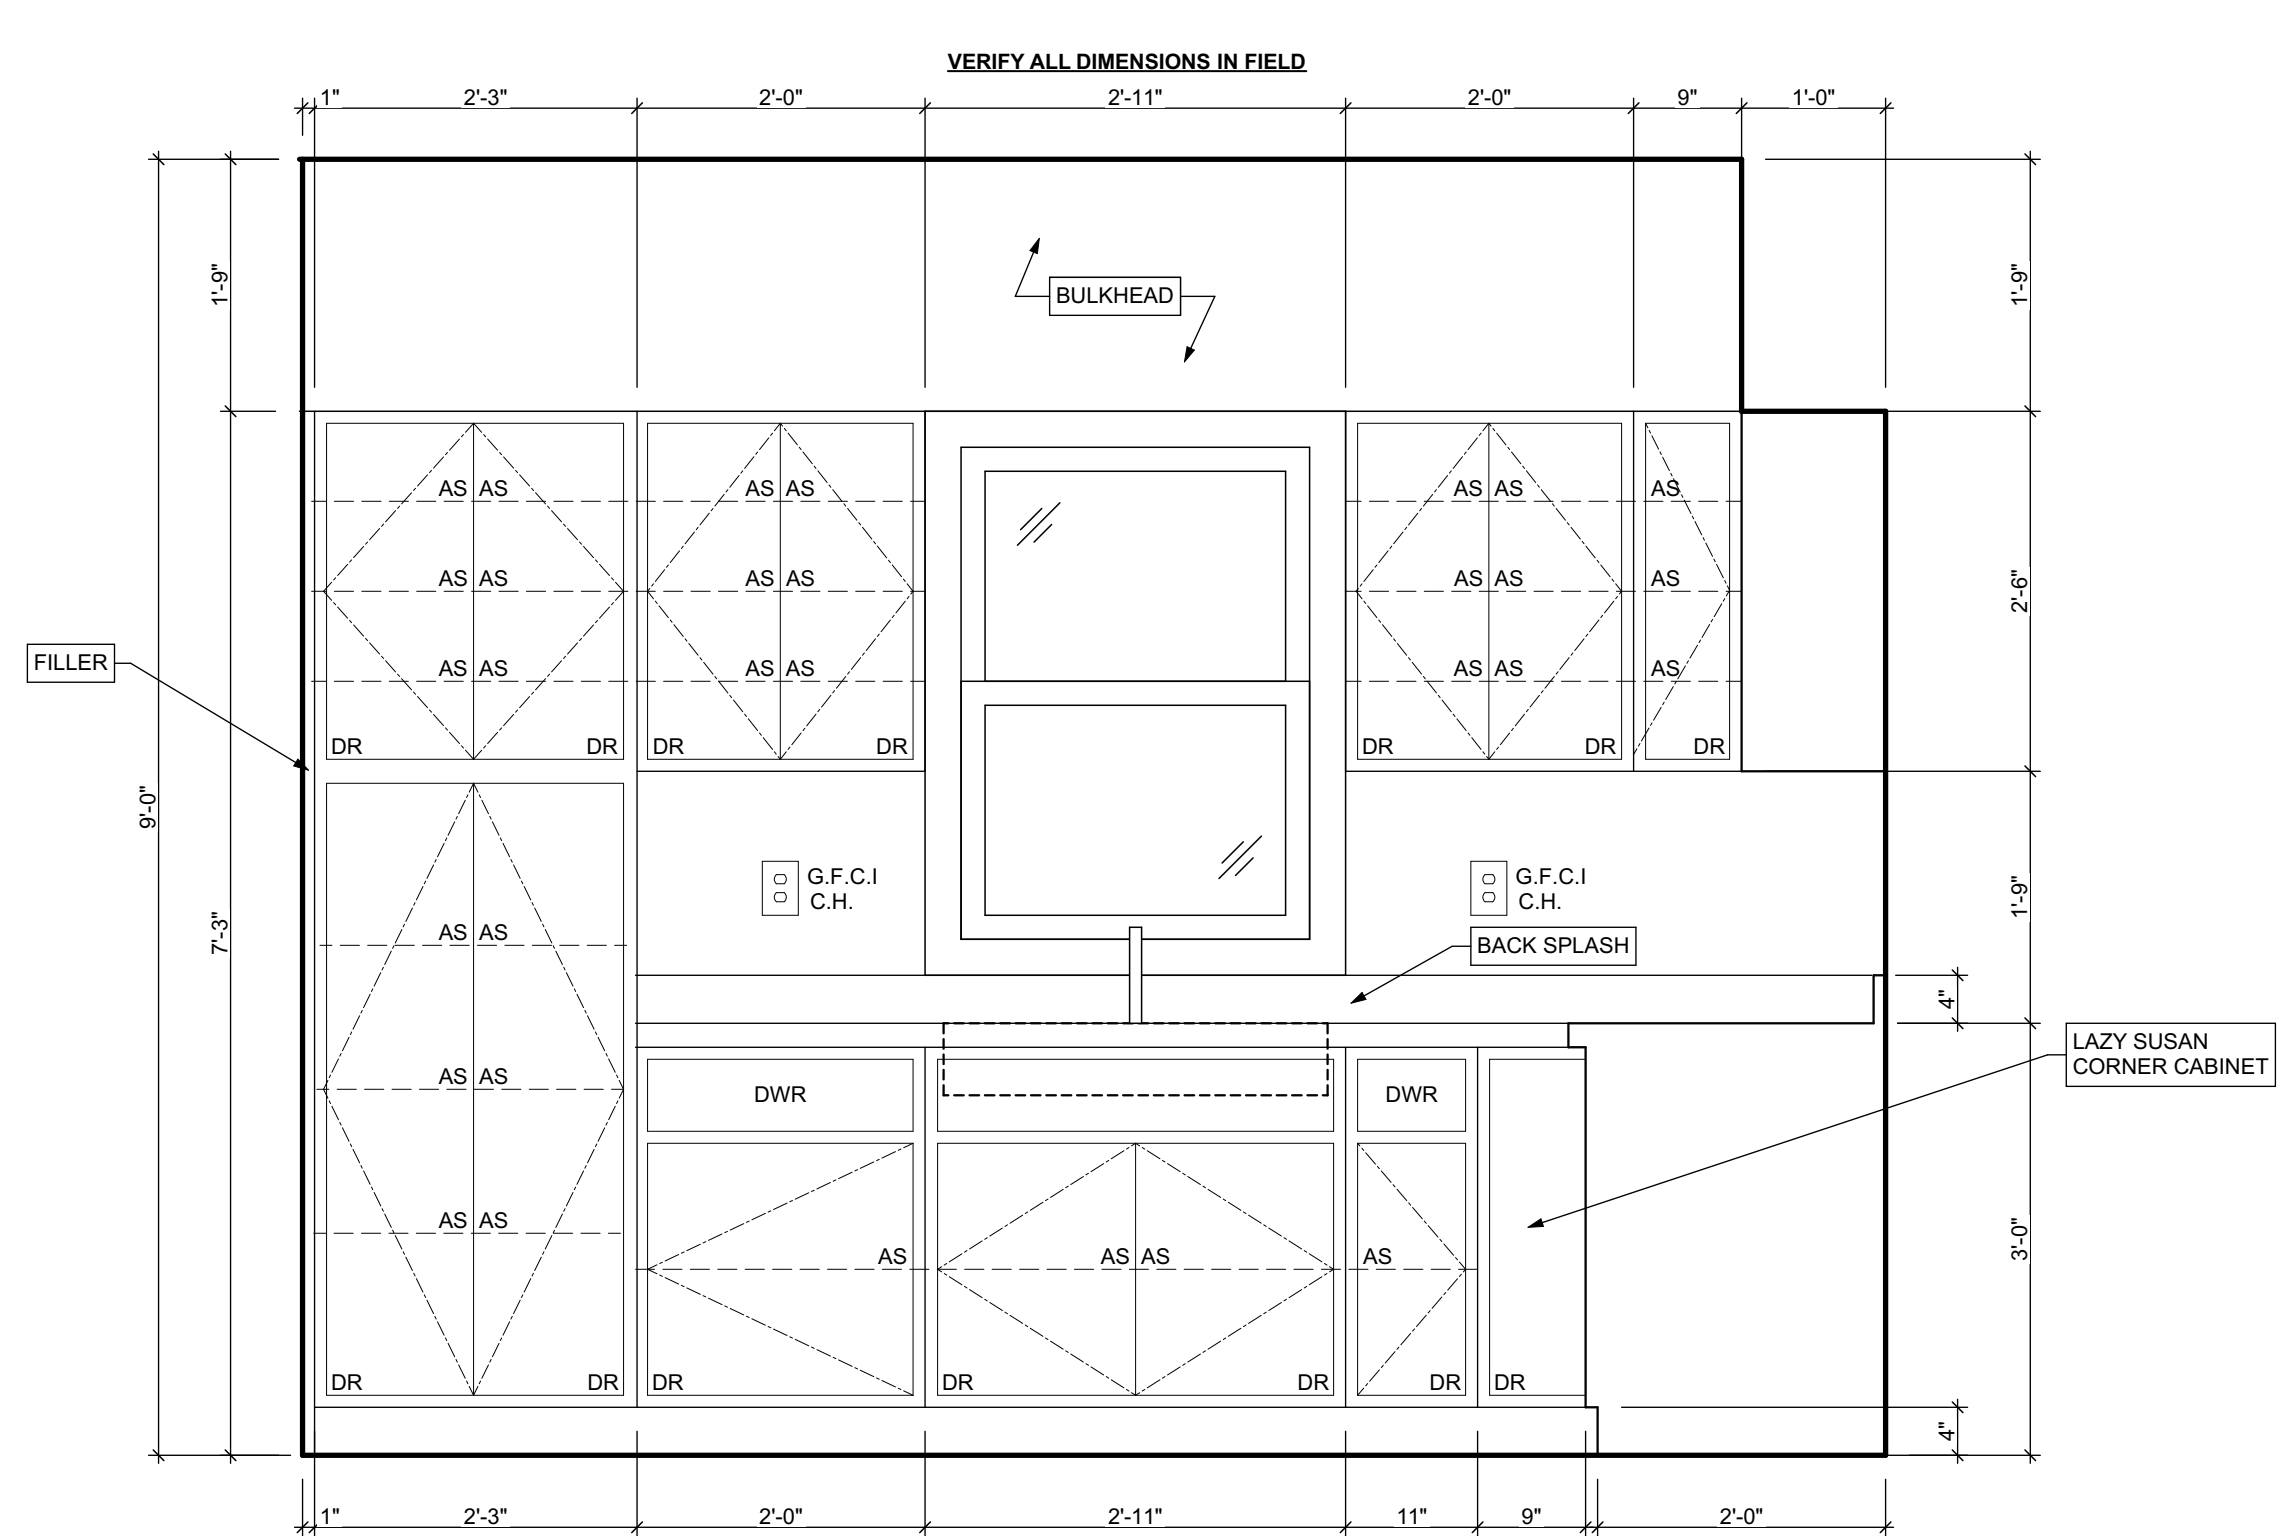 VERIFY ALL DIMENSIONS IN FIELD
1" 2'-3" 2'-0" 2'-11" 2'-0" 9" 1'-0"
1'-9" BULKHEAD 1'-9"
AS AS AS AS AS AS AS
AS AS AS AS AS AS AS 2'-6"
FILLER AS AS AS AS AS AS AS
DR DR DR DR DR DR DR
9'-0"
G.F.C.I G.F.C.I
C.H. C.H. 1'-9"
7'-3" AS AS BACK SPLASH
4"
LAZY SUSAN
CORNER CABINET
AS AS DWR DWR
AS AS AS AS AS AS 3'-0"
DR DR DR DR DR DR DR
4"
1" 2'-3" 2'-0" 2'-11" 11" 9" 2'-0"